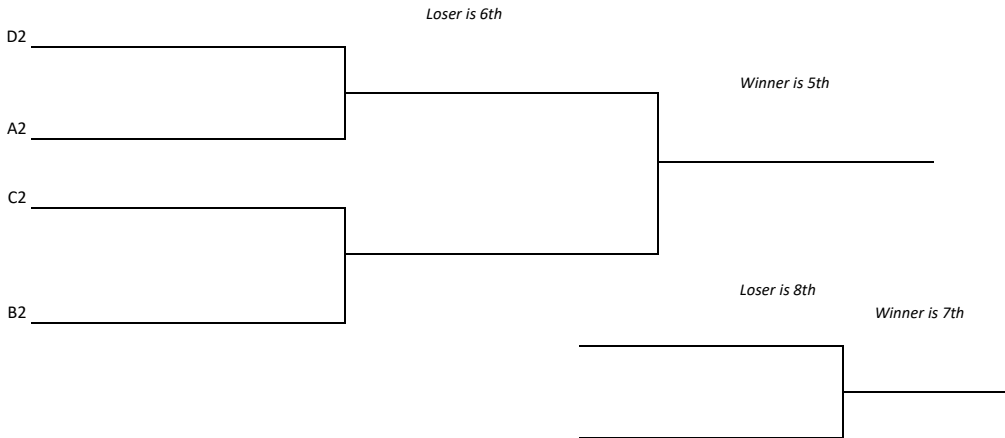 Loser is 6th
D2
Winner is 5th
A2
C2
Loser is 8th
B2
Winner is 7th